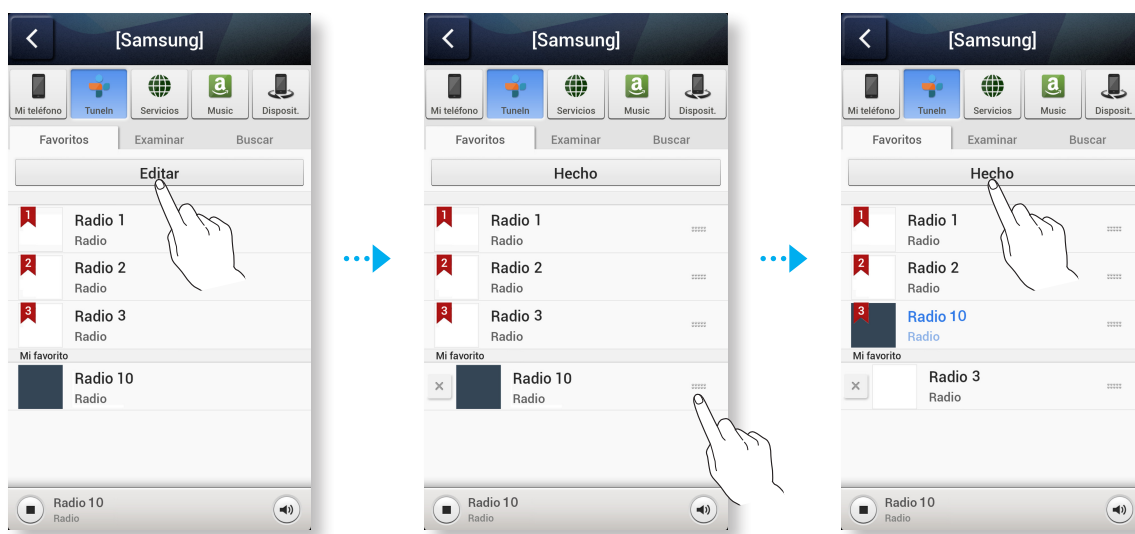 [Samsung]
Mi teléfono
TuneIn
Servicios
Music
Disposit.
Favoritos
Examinar
Buscar
Editar
1
Radio 1
Radio
2
Radio 2
Radio
3
Radio 3
Radio
Mi favorito
Radio 10
Radio
Radio 10
Radio
[Samsung]
Mi teléfono
TuneIn
Servicios
Music
Disposit.
Favoritos
Examinar
Buscar
Hecho
1
Radio 1
Radio
2
Radio 2
Radio
3
Radio 3
Radio
Mi favorito
Radio 10
Radio
Radio 10
Radio
[Samsung]
Mi teléfono
TuneIn
Servicios
Music
Disposit.
Favoritos
Examinar
Buscar
Hecho
1
Radio 1
Radio
2
Radio 2
Radio
3
Radio 10
Radio
Mi favorito
Radio 3
Radio
Radio 10
Radio